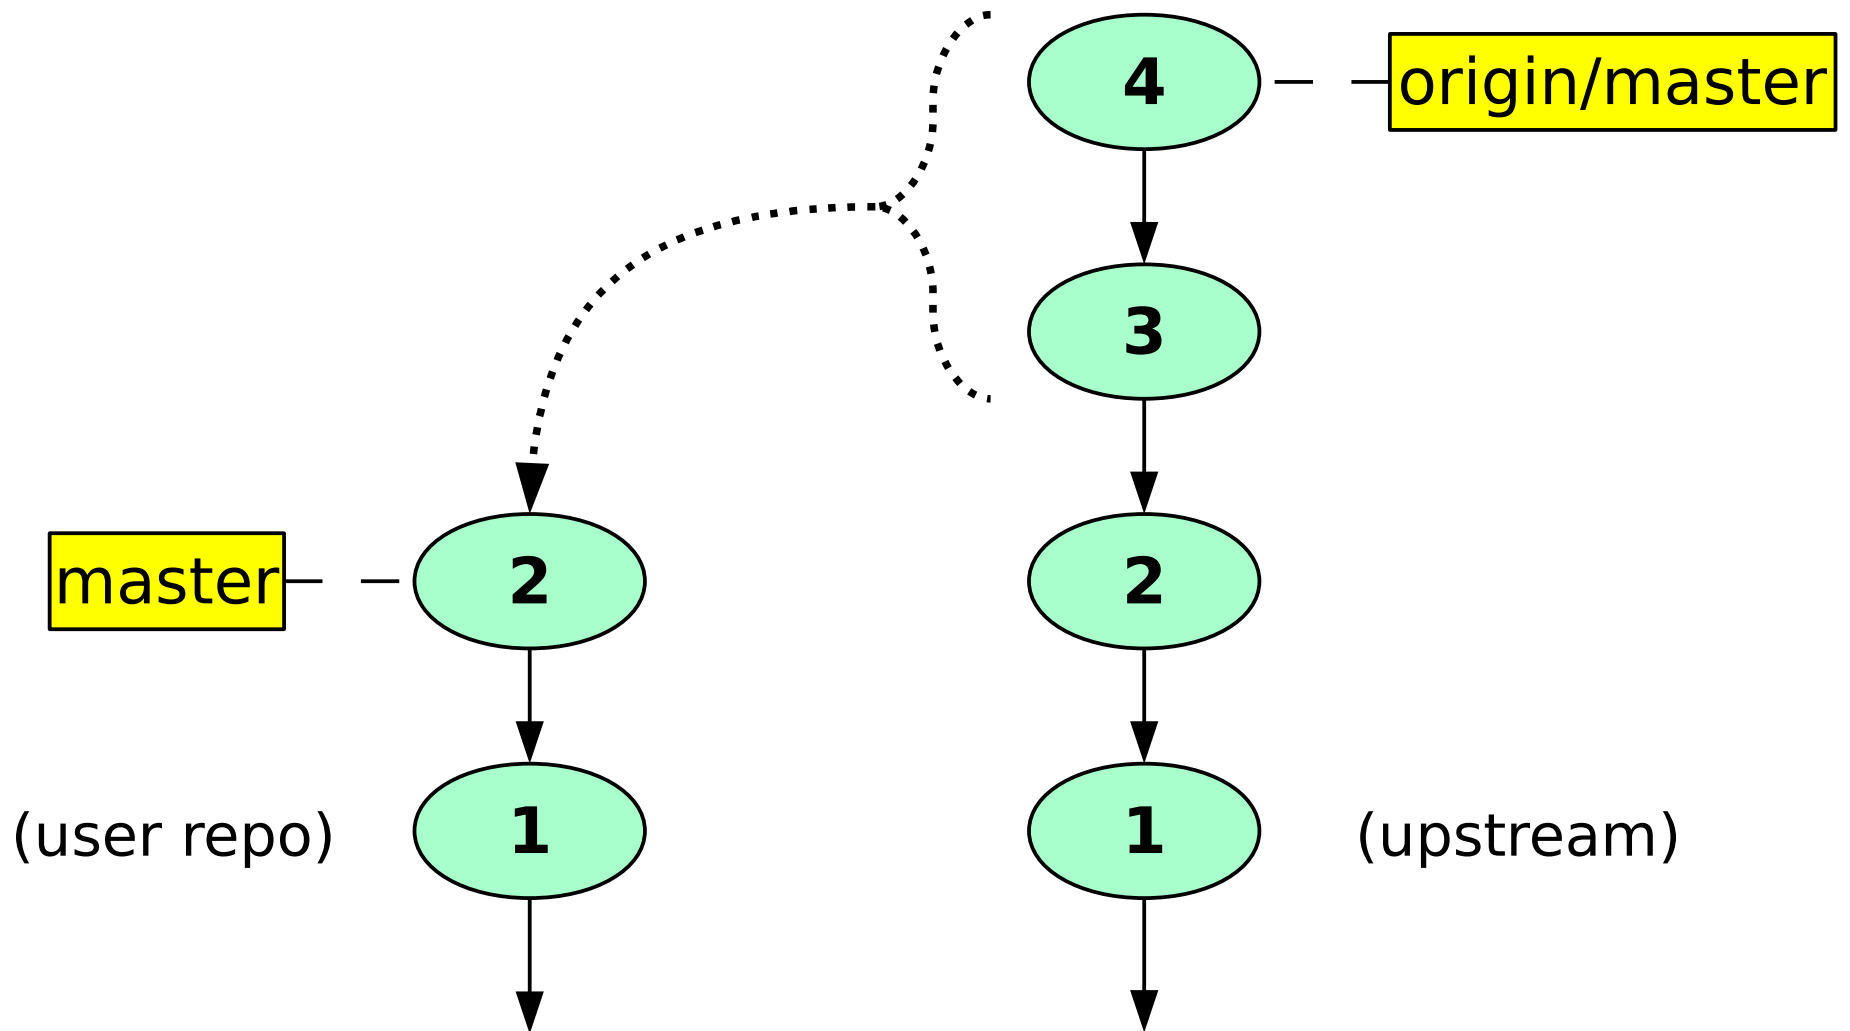 4
origin/master
3
master
2
2
(user repo)
1
1
(upstream)